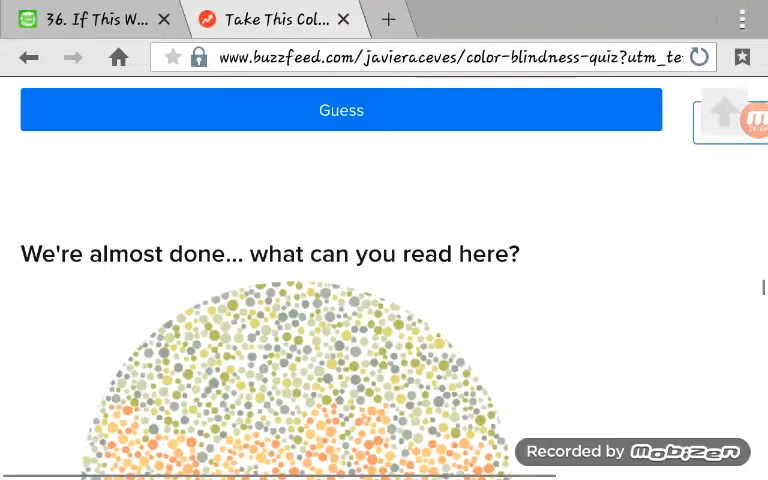 36. If This W...
Take This Col...
www.buzzfeed.com/javieraceves/color-blindness-quiz?utm_te
Guess
We're almost done... what can you read here?
Recorded by mobizen